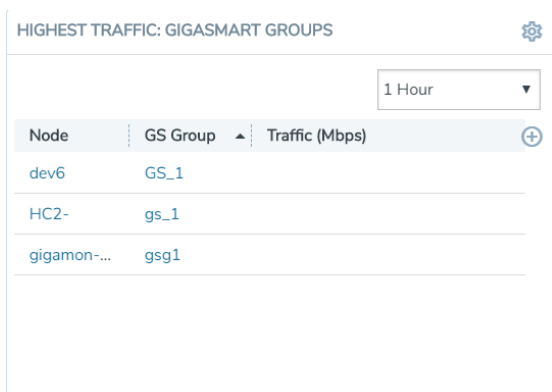 HIGHEST TRAFFIC: GIGASMART GROUPS
1 Hour
Node GS Group Traffic (Mbps)
dev6 GS_1
HC2- gs_1
gigamon-... gsg1